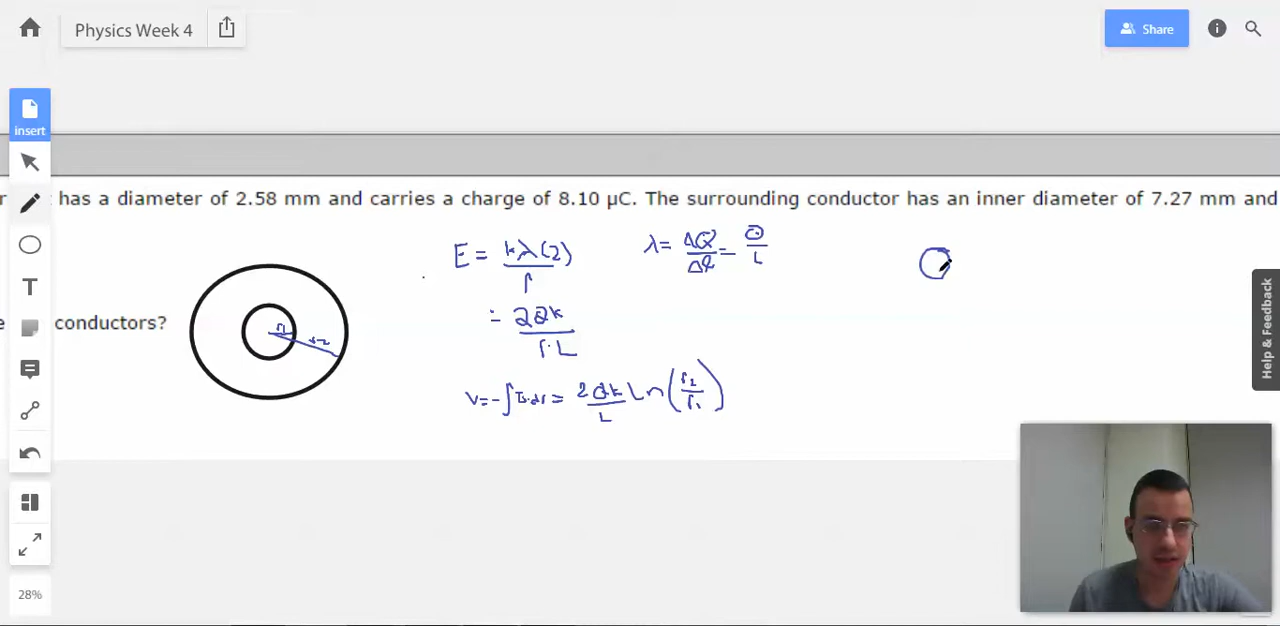 Physics Week 4
Share
insert
has a diameter of 2.58 mm and carries a charge of 8.10 μC. The surrounding conductor has an inner diameter of 7.27 mm and
E = kλ(2)/r
λ = ΔQ/Δl = Q/L
= 2Qk/r·L
conductors?
r1
r2
V = -∫E·dr = 2Qk/L Ln(r2/r1)
Help & Feedback
T
28%